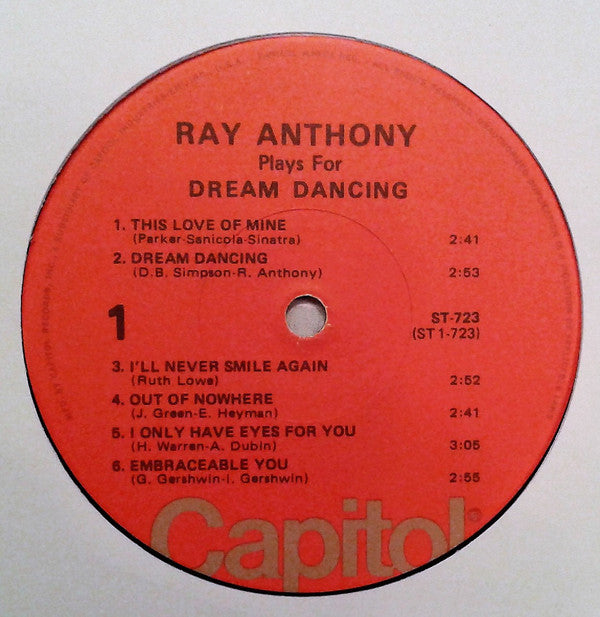 RAY ANTHONY
Plays For
DREAM DANCING
1. THIS LOVE OF MINE
(Parker-Sanicola-Sinatra) 2:41
2. DREAM DANCING
(D.B. Simpson-R. Anthony) 2:53
1
ST-723
(ST 1-723)
3. I'LL NEVER SMILE AGAIN
(Ruth Lowe) 2:52
4. OUT OF NOWHERE
(J. Green-E. Heyman) 2:41
5. I ONLY HAVE EYES FOR YOU
(H. Warren-A. Dubin) 3:05
6. EMBRACEABLE YOU
(G. Gershwin-I. Gershwin) 2:55
Capitol®